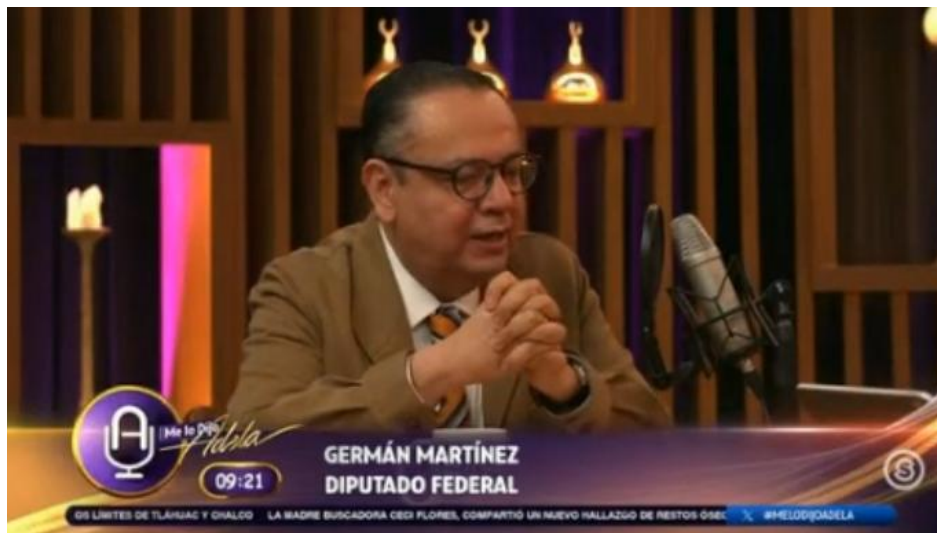 Me lo Dijo
Adela
09:21
GERMÁN MARTÍNEZ
DIPUTADO FEDERAL
S
OS LÍMITES DE TLÁHUAC Y CHALCO LA MADRE BUSCADORA CECI FLORES, COMPARTIÓ UN NUEVO HALLAZGO DE RESTOS ÓSEO
X #MELODIJOADELA